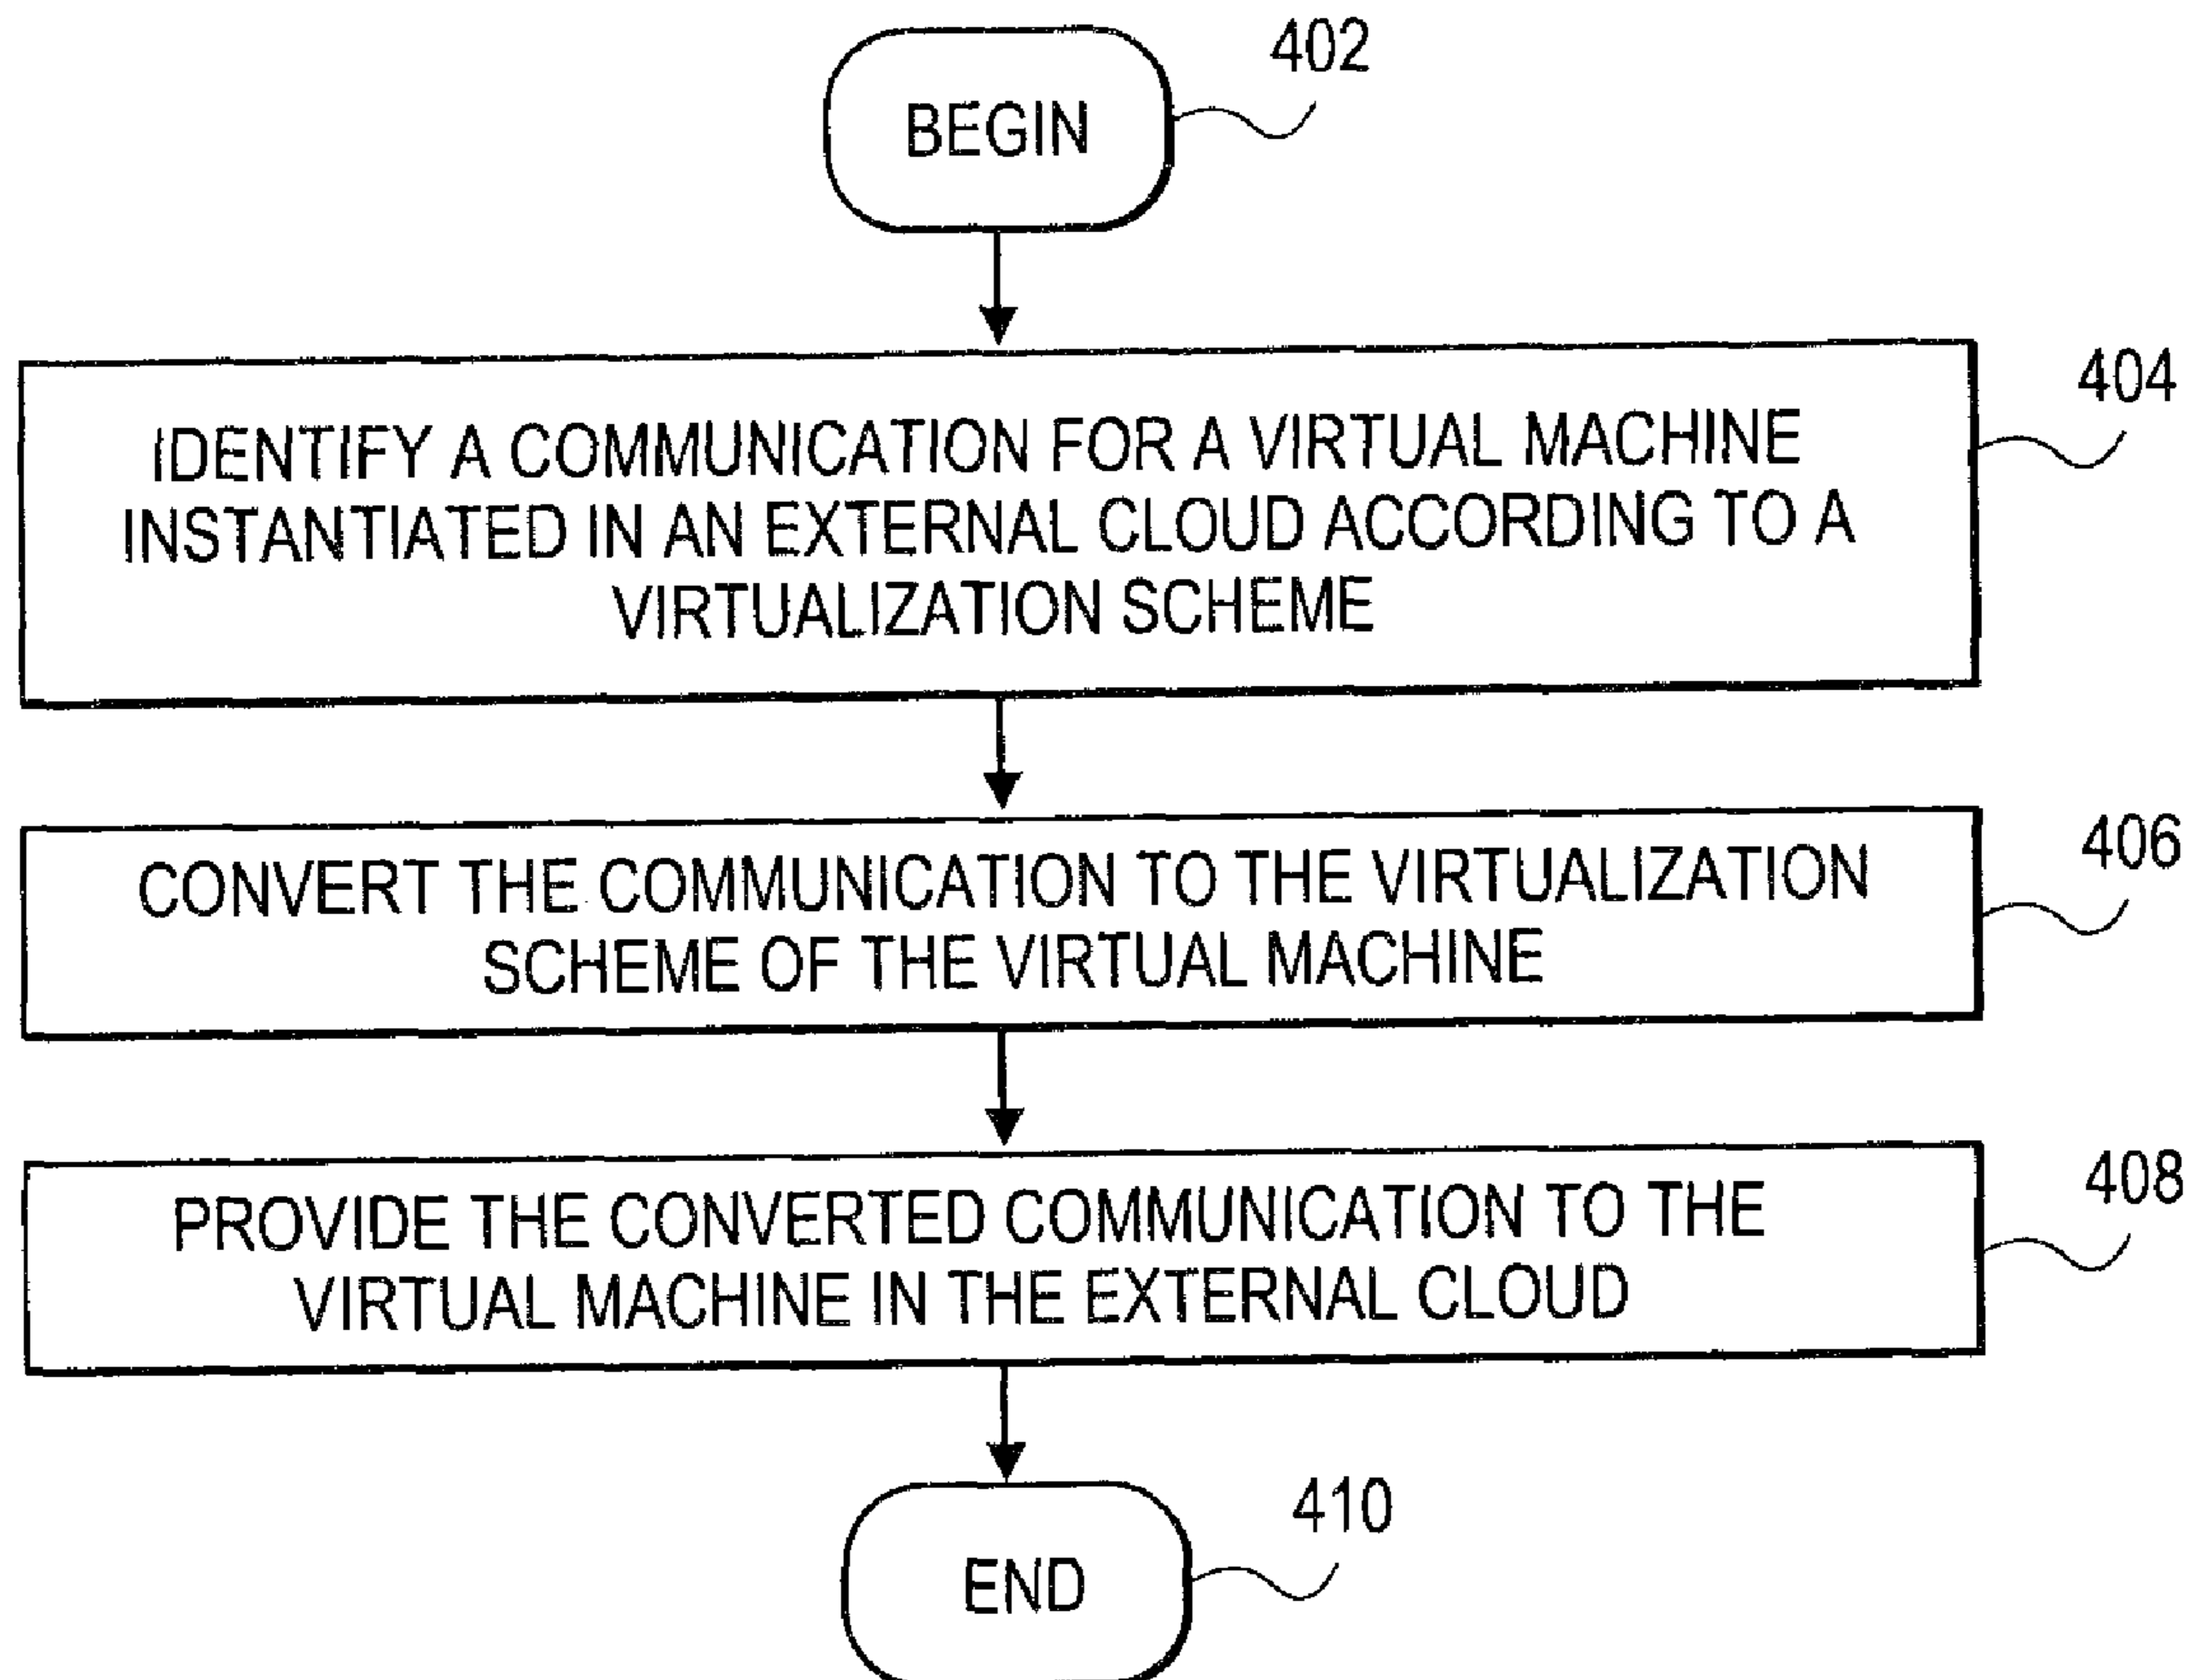 402
BEGIN
404
IDENTIFY A COMMUNICATION FOR A VIRTUAL MACHINE
INSTANTIATED IN AN EXTERNAL CLOUD ACCORDING TO A
VIRTUALIZATION SCHEME
406
CONVERT THE COMMUNICATION TO THE VIRTUALIZATION
SCHEME OF THE VIRTUAL MACHINE
408
PROVIDE THE CONVERTED COMMUNICATION TO THE
VIRTUAL MACHINE IN THE EXTERNAL CLOUD
410
END